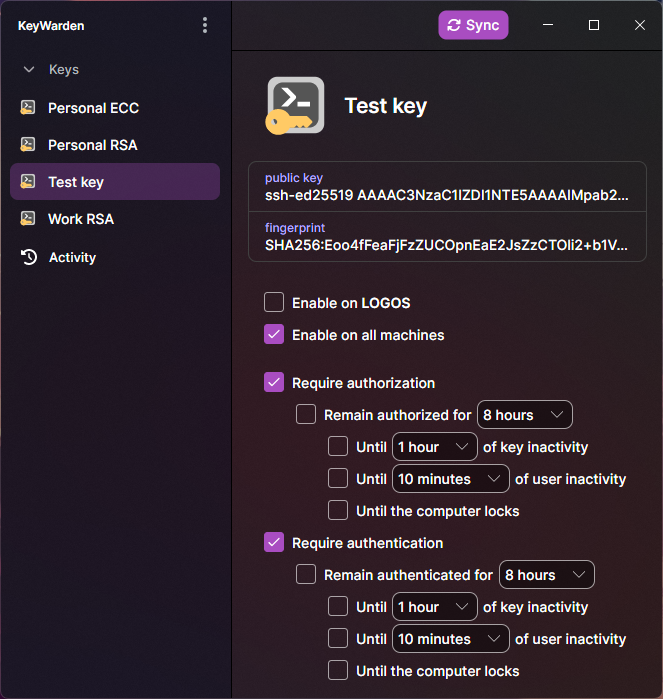 KeyWarden
Sync
Keys
Personal ECC
Personal RSA
Test key
Work RSA
Activity
Test key
public key
ssh-ed25519 AAAAC3NzaC1lZDI1NTE5AAAAIMpab2...
fingerprint
SHA256:Eoo4fFeaFjFzZUCOpnEaE2JsZzCTOli2+b1V...
Enable on LOGOS
Enable on all machines
Require authorization
Remain authorized for 8 hours
Until 1 hour of key inactivity
Until 10 minutes of user inactivity
Until the computer locks
Require authentication
Remain authenticated for 8 hours
Until 1 hour of key inactivity
Until 10 minutes of user inactivity
Until the computer locks